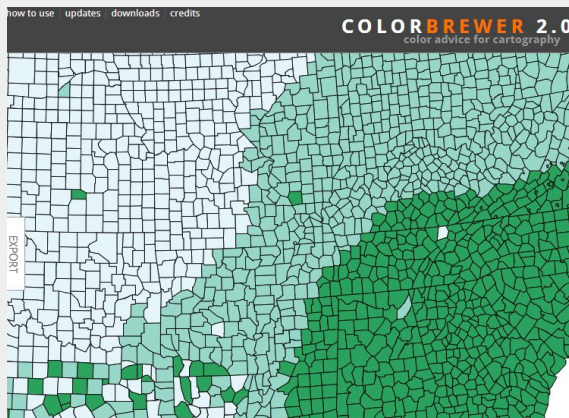 how to use | updates | downloads | credits
COLORBREWER 2.0
color advice for cartography
EXPORT